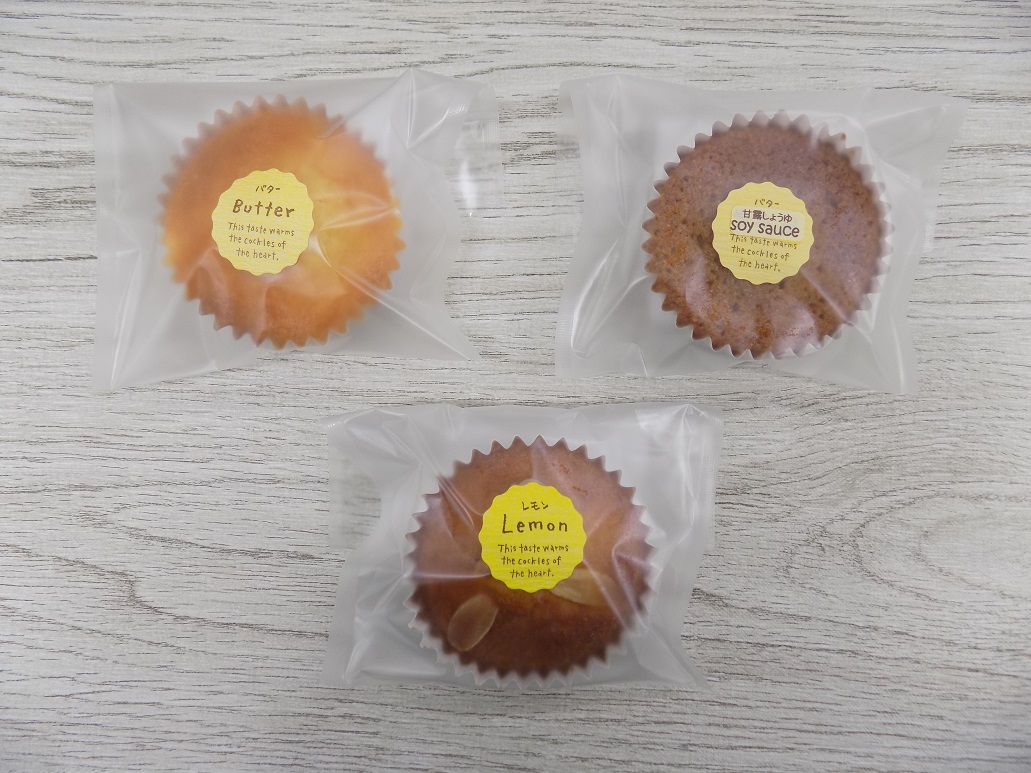 バター
Butter
This taste warms
the cockles of
the heart.
バター
甘露しょうゆ
soy sauce
This taste warms
the cockles of
the heart.
レモン
Lemon
This taste warms
the cockles of
the heart.